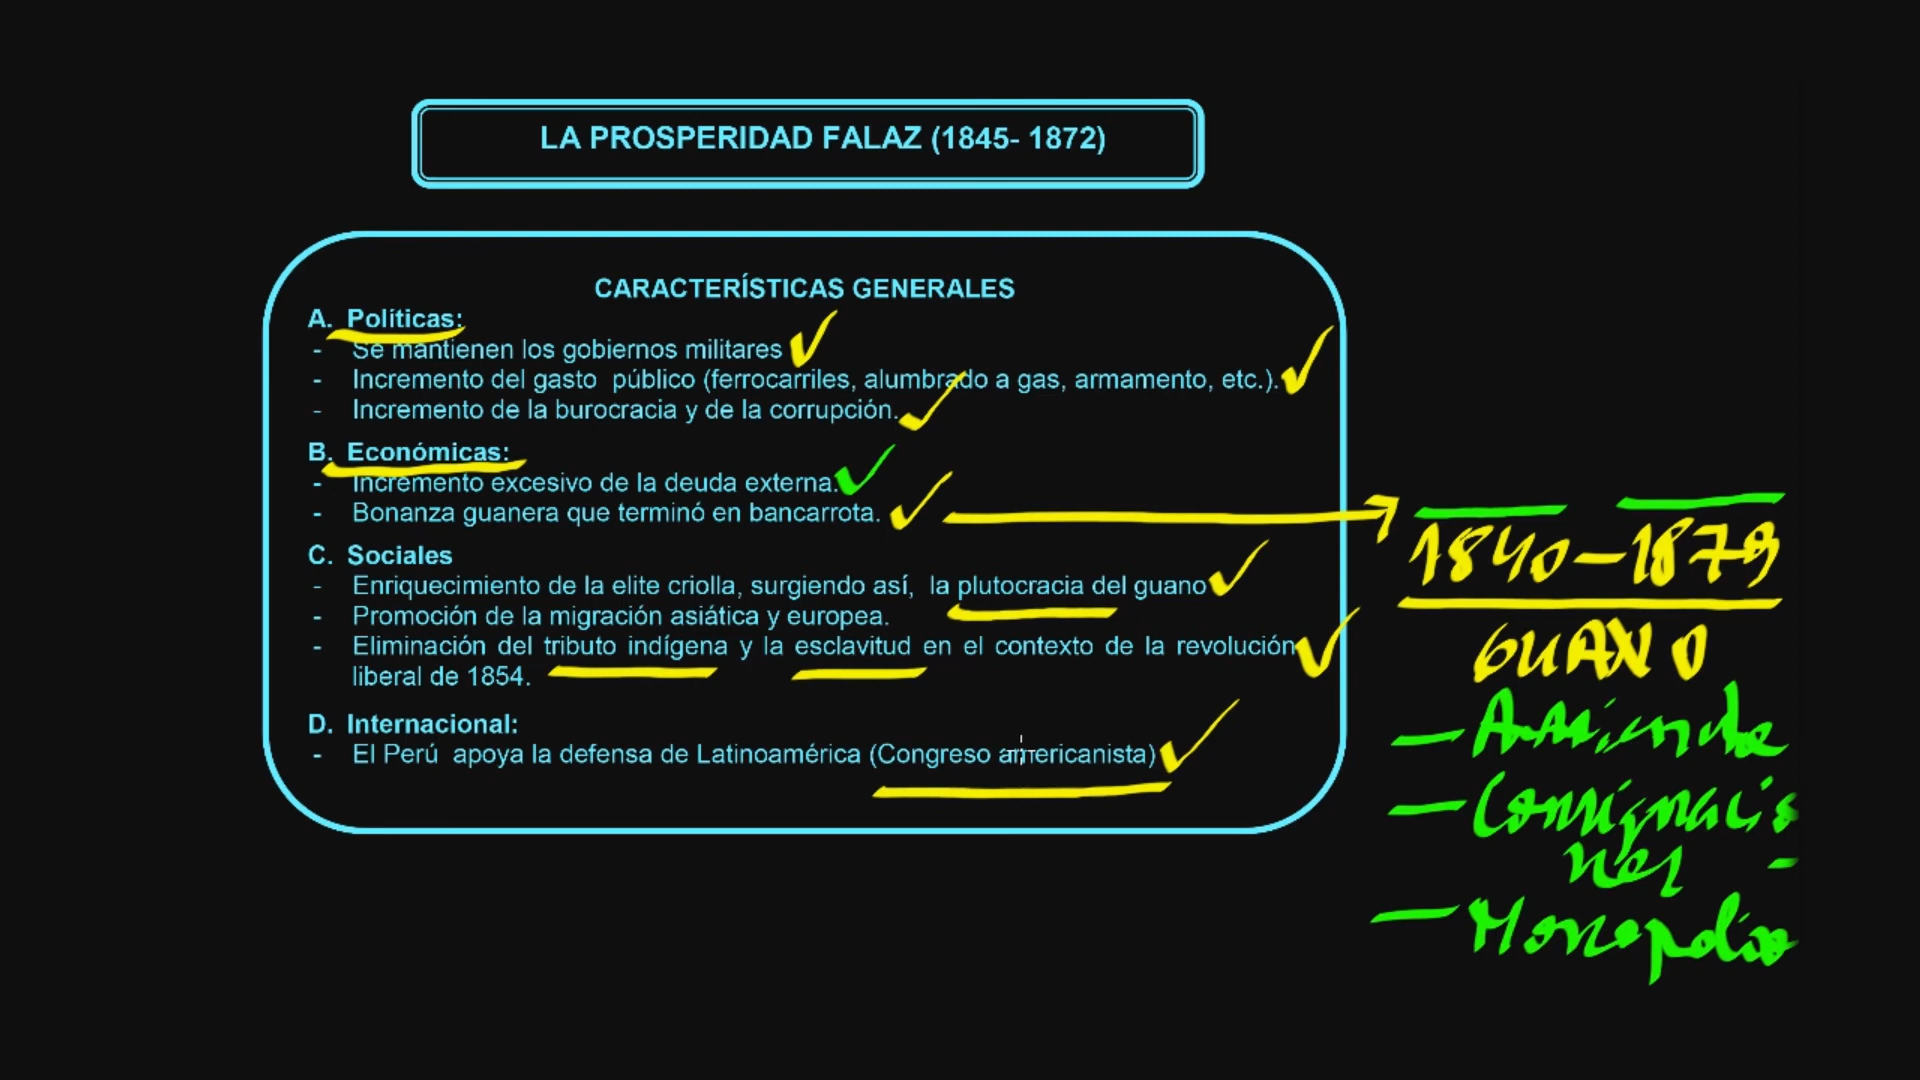 LA PROSPERIDAD FALAZ (1845- 1872)
CARACTERÍSTICAS GENERALES
A. Políticas:
- Se mantienen los gobiernos militares
- Incremento del gasto público (ferrocarriles, alumbrado a gas, armamento, etc.).
- Incremento de la burocracia y de la corrupción.
B. Económicas:
- Incremento excesivo de la deuda externa.
- Bonanza guanera que terminó en bancarrota.
C. Sociales
- Enriquecimiento de la elite criolla, surgiendo así, la plutocracia del guano
- Promoción de la migración asiática y europea.
- Eliminación del tributo indígena y la esclavitud en el contexto de la revolución
liberal de 1854.
D. Internacional:
- El Perú apoya la defensa de Latinoamérica (Congreso americanista)
1840-1879
GUANO
- Consignacio
nes -
- Monopolio